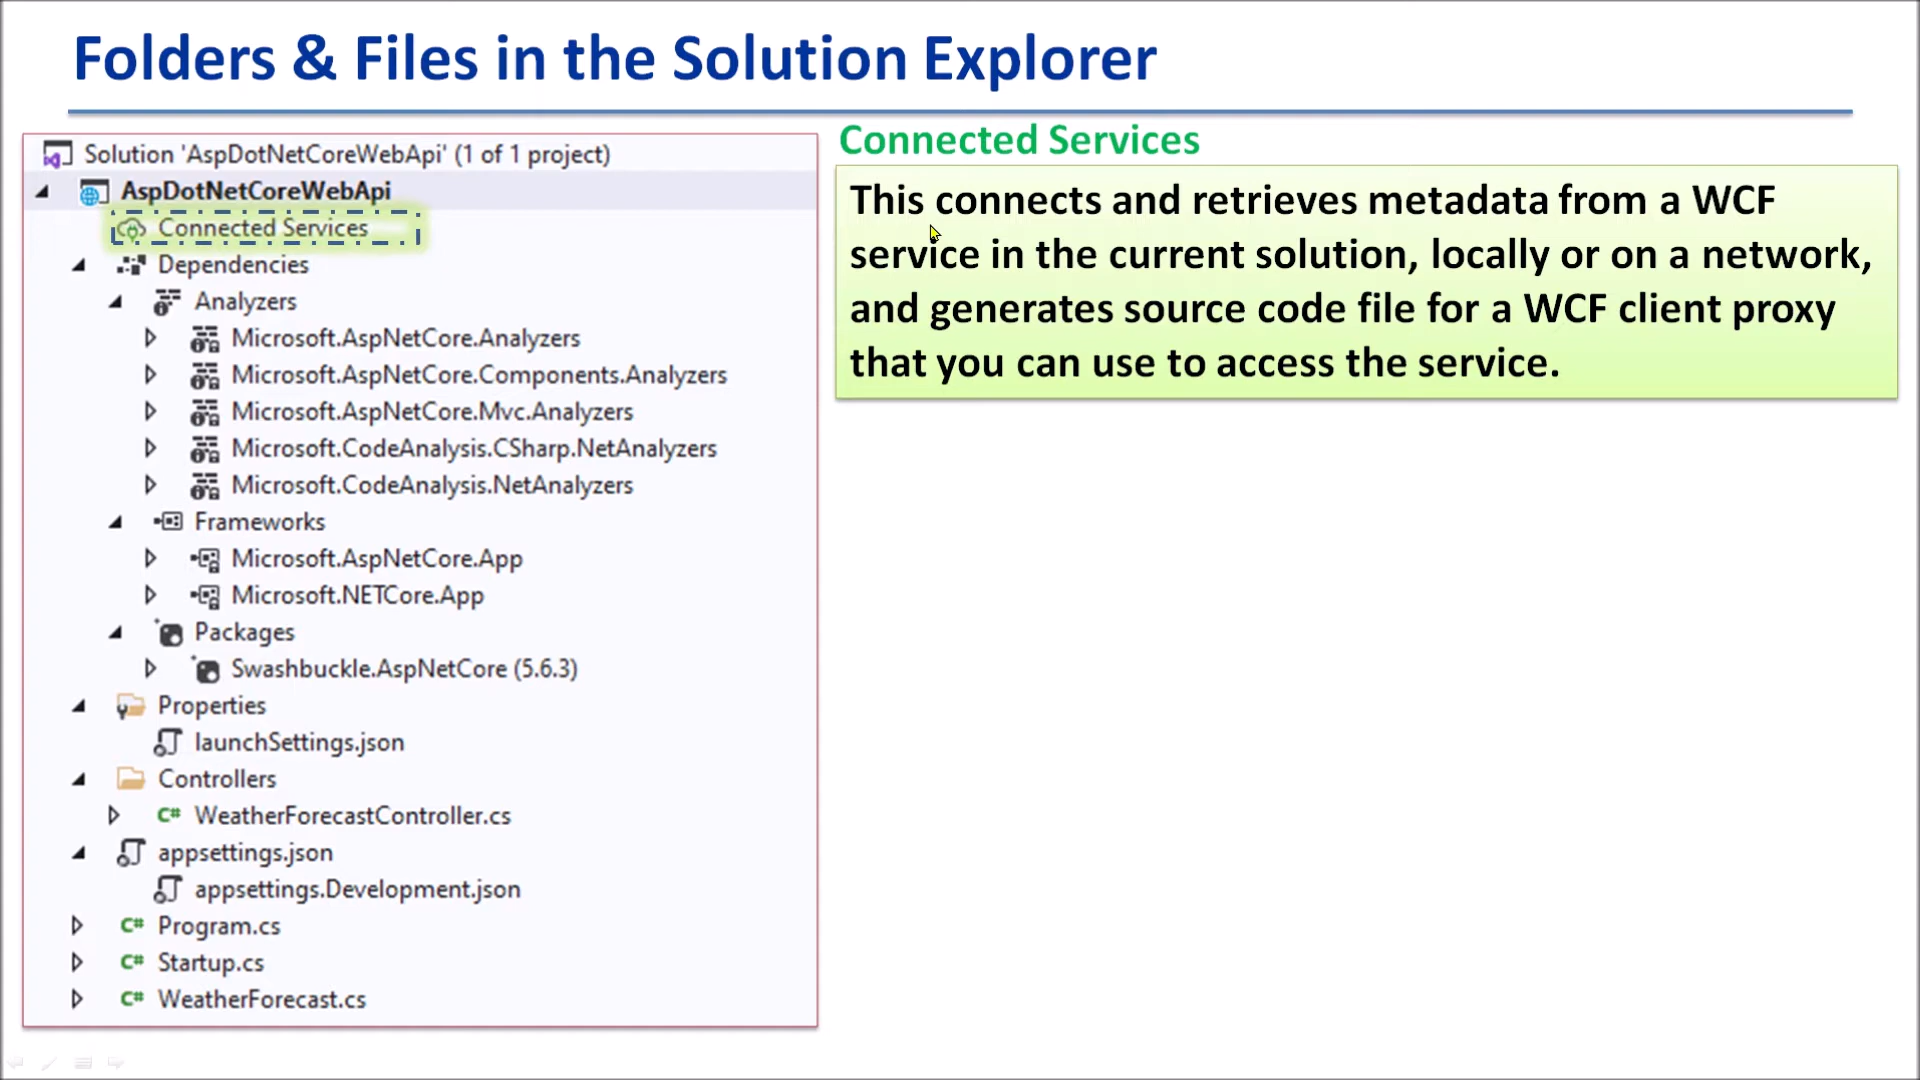 Folders & Files in the Solution Explorer
Solution 'AspDotNetCoreWebApi' (1 of 1 project)
AspDotNetCoreWebApi
Connected Services
Dependencies
Analyzers
Microsoft.AspNetCore.Analyzers
Microsoft.AspNetCore.Components.Analyzers
Microsoft.AspNetCore.Mvc.Analyzers
Microsoft.CodeAnalysis.CSharp.NetAnalyzers
Microsoft.CodeAnalysis.NetAnalyzers
Frameworks
Microsoft.AspNetCore.App
Microsoft.NETCore.App
Packages
Swashbuckle.AspNetCore (5.6.3)
Properties
launchSettings.json
Controllers
C# WeatherForecastController.cs
appsettings.json
appsettings.Development.json
C# Program.cs
C# Startup.cs
C# WeatherForecast.cs
Connected Services
This connects and retrieves metadata from a WCF
service in the current solution, locally or on a network,
and generates source code file for a WCF client proxy
that you can use to access the service.